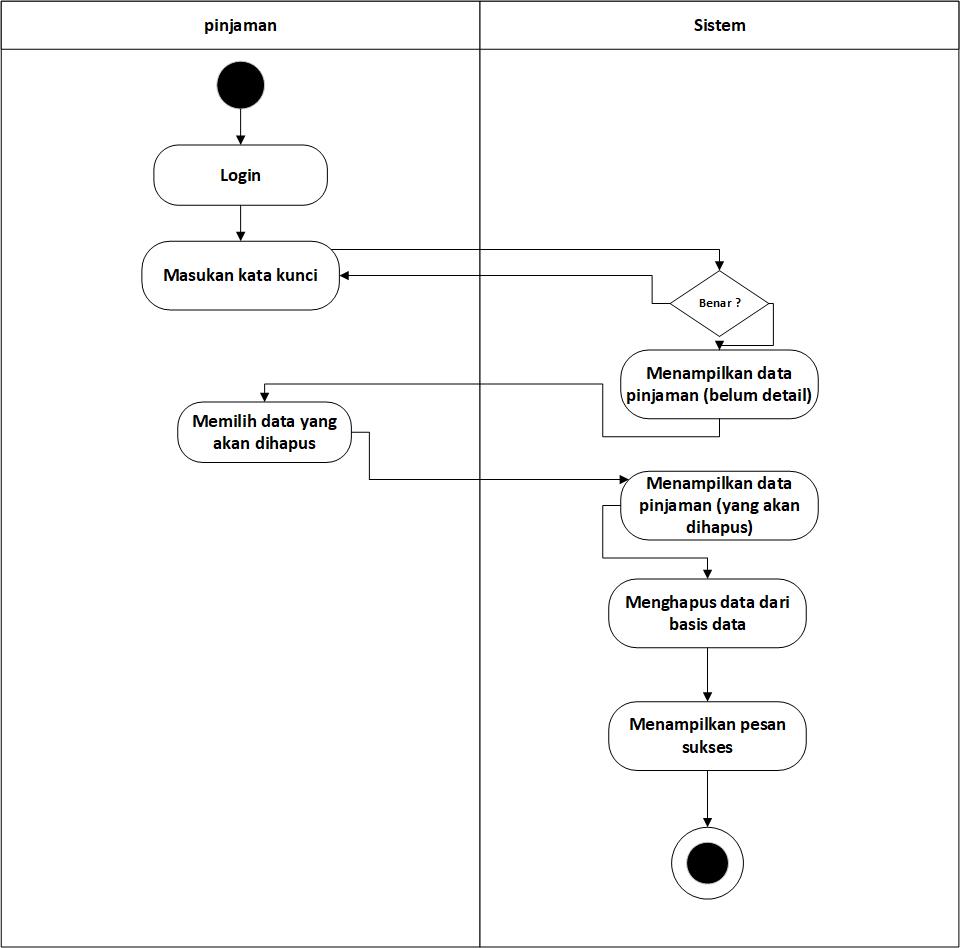 pinjaman
Sistem
Login
Masukan kata kunci
Benar ?
Menampilkan data
pinjaman (belum detail)
Memilih data yang
akan dihapus
Menampilkan data
pinjaman (yang akan
dihapus)
Menghapus data dari
basis data
Menampilkan pesan
sukses